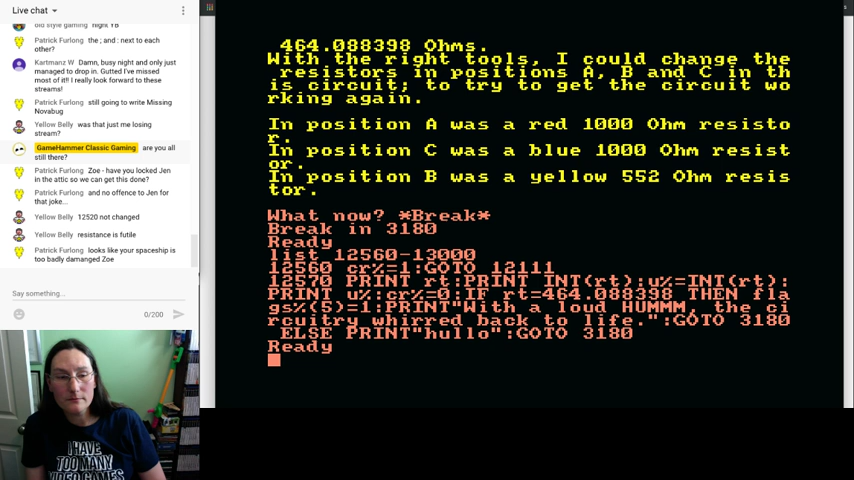 Live chat
old style gaming night YB
Patrick Furlong the ; and : next to each
other?
Kartmanz W Damn, busy night and only just
managed to drop in. Gutted I've missed
most of it!! I really look forward to these
streams!
Patrick Furlong still going to write Missing
Novabug
Yellow Belly was that just me losing
stream?
GameHammer Classic Gaming are you all
still there?
Patrick Furlong Zoe - have you locked Jen
in the attic so we can get this done?
Patrick Furlong and no offence to Jen for
that joke...
Yellow Belly 12520 not changed
Yellow Belly resistance is futile
Patrick Furlong looks like your spaceship is
too badly damanged Zoe
Say something...
0/200
464.088398 Ohms.
With the right tools, I could change the
resistors in positions A, B and C in th
is circuit; to try to get the circuit wo
rking again.
In position A was a red 1000 Ohm resisto
r.
In position C was a blue 1000 Ohm resist
or.
In position B was a yellow 552 Ohm resis
tor.
What now? *Break*
Break in 3180
Ready
list 12560-13000
12560 cr%=1:GOTO 12111
12570 PRINT rt:PRINT INT(rt):u%=INT(rt):
PRINT u%:cr%=0:IF rt=464.088398 THEN fla
gs%(5)=1:PRINT"With a loud HUMMM, the ci
rcuitry whirred back to life.":GOTO 3180
ELSE PRINT"hullo":GOTO 3180
Ready
I HAVE
TOO MANY
VIDEO GAMES